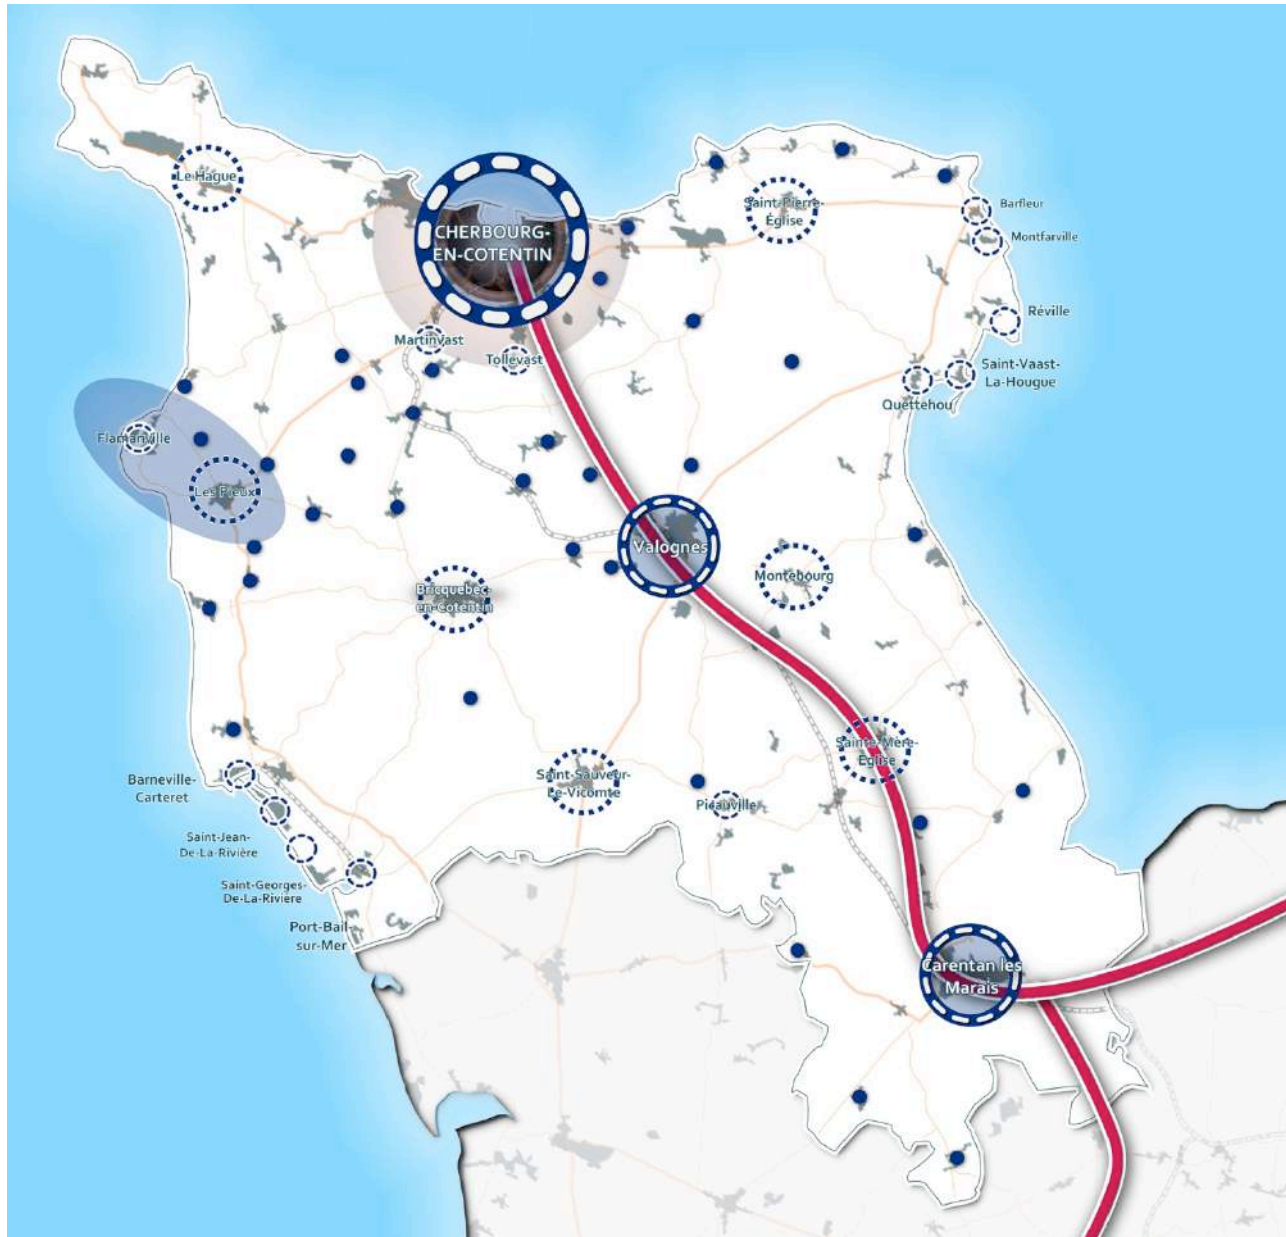 Le Hague
Saint-Pierre-
Église
Barfleur
Montfarville
CHERBOURG-
EN-COTENTIN
Réville
Martinvast
Tollevast
Saint-Vaast-
La-Hougue
Quettehou
Flamanville
Les Pieux
Valognes
Montebourg
Bricquebec-
en-Cotentin
Sainte-Mère-
Église
Saint-Sauveur-
Le-Vicomte
Picauville
Barneville-
Carteret
Saint-Jean-
De-La-Rivière
Saint-Georges-
De-La-Rivière
Port-Bail-
sur-Mer
Carentan les
Marais